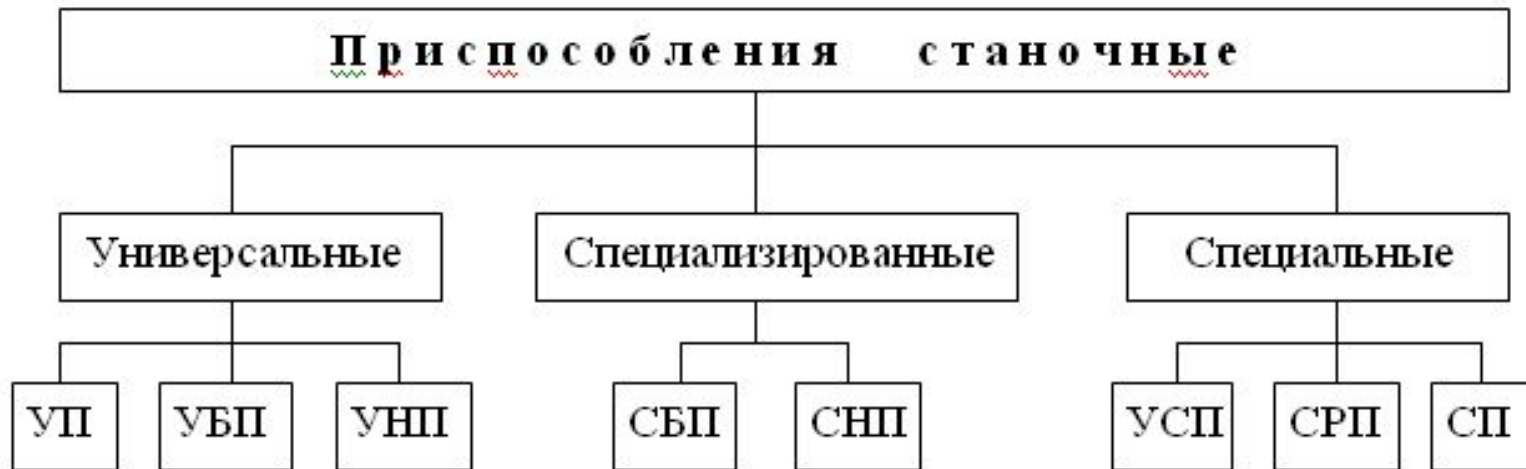 Приспособления станочные
Универсальные Специализированные Специальные
УП УБП УНП СБП СНП УСП СРП СП